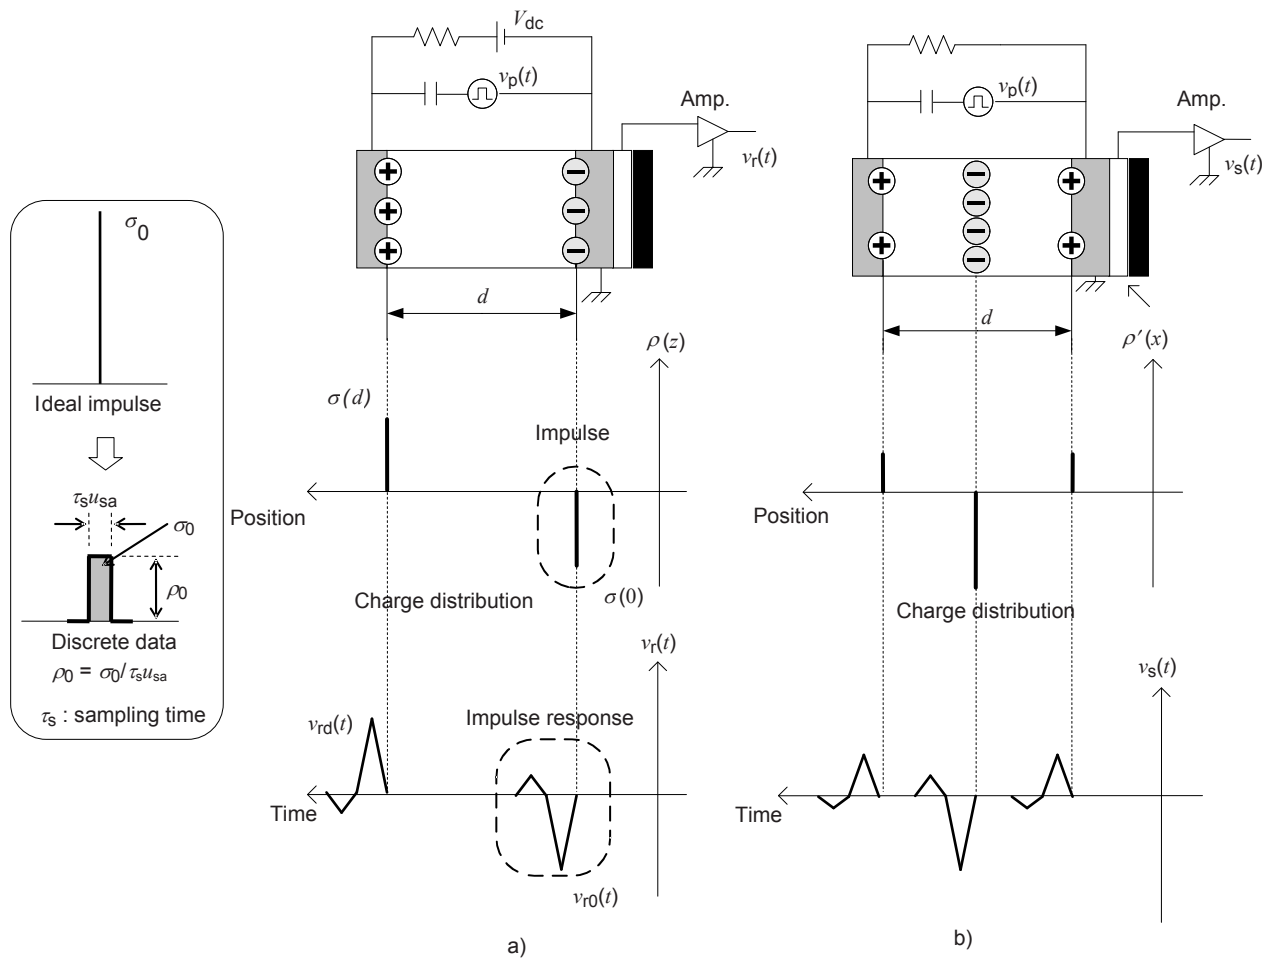 σ0
Ideal impulse
τsusa
σ0
ρ0
Discrete data
ρ0 = σ0/τsusa
τs : sampling time
Vdc
vp(t)
Amp.
vr(t)
+ −
+ −
+ −
d
ρ(z)
σ(d)
Impulse
Position
σ(0)
Charge distribution
vr(t)
vrd(t)
Impulse response
Time
vr0(t)
a)
vp(t)
Amp.
vs(t)
+ − +
−
−
+ − +
d
ρ′(x)
Position
Charge distribution
vs(t)
Time
b)